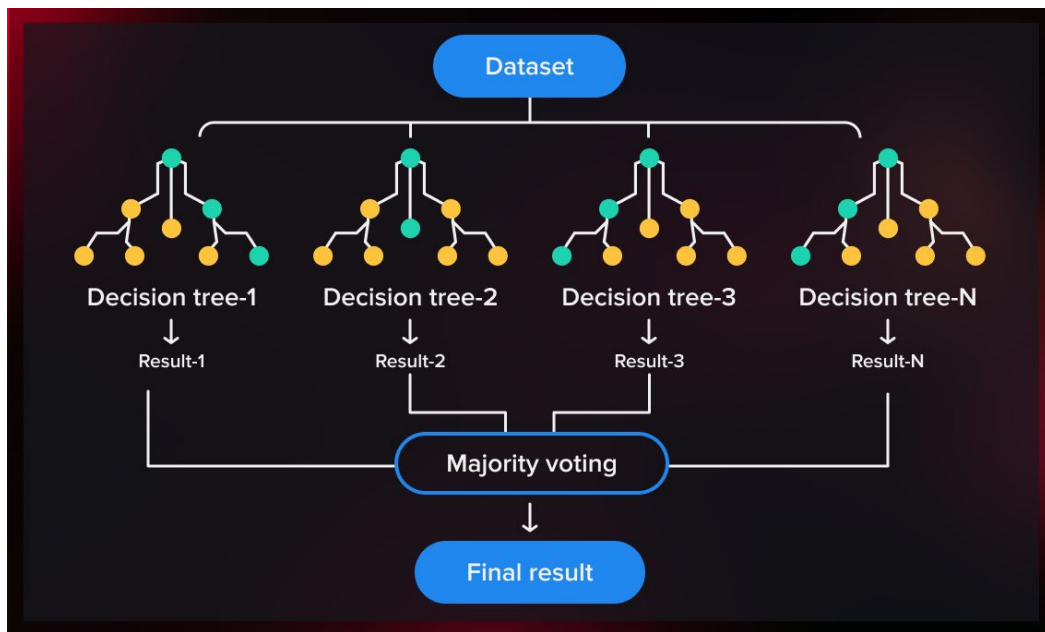 Dataset
Decision tree-1
Decision tree-2
Decision tree-3
Decision tree-N
Result-1
Result-2
Result-3
Result-N
Majority voting
Final result